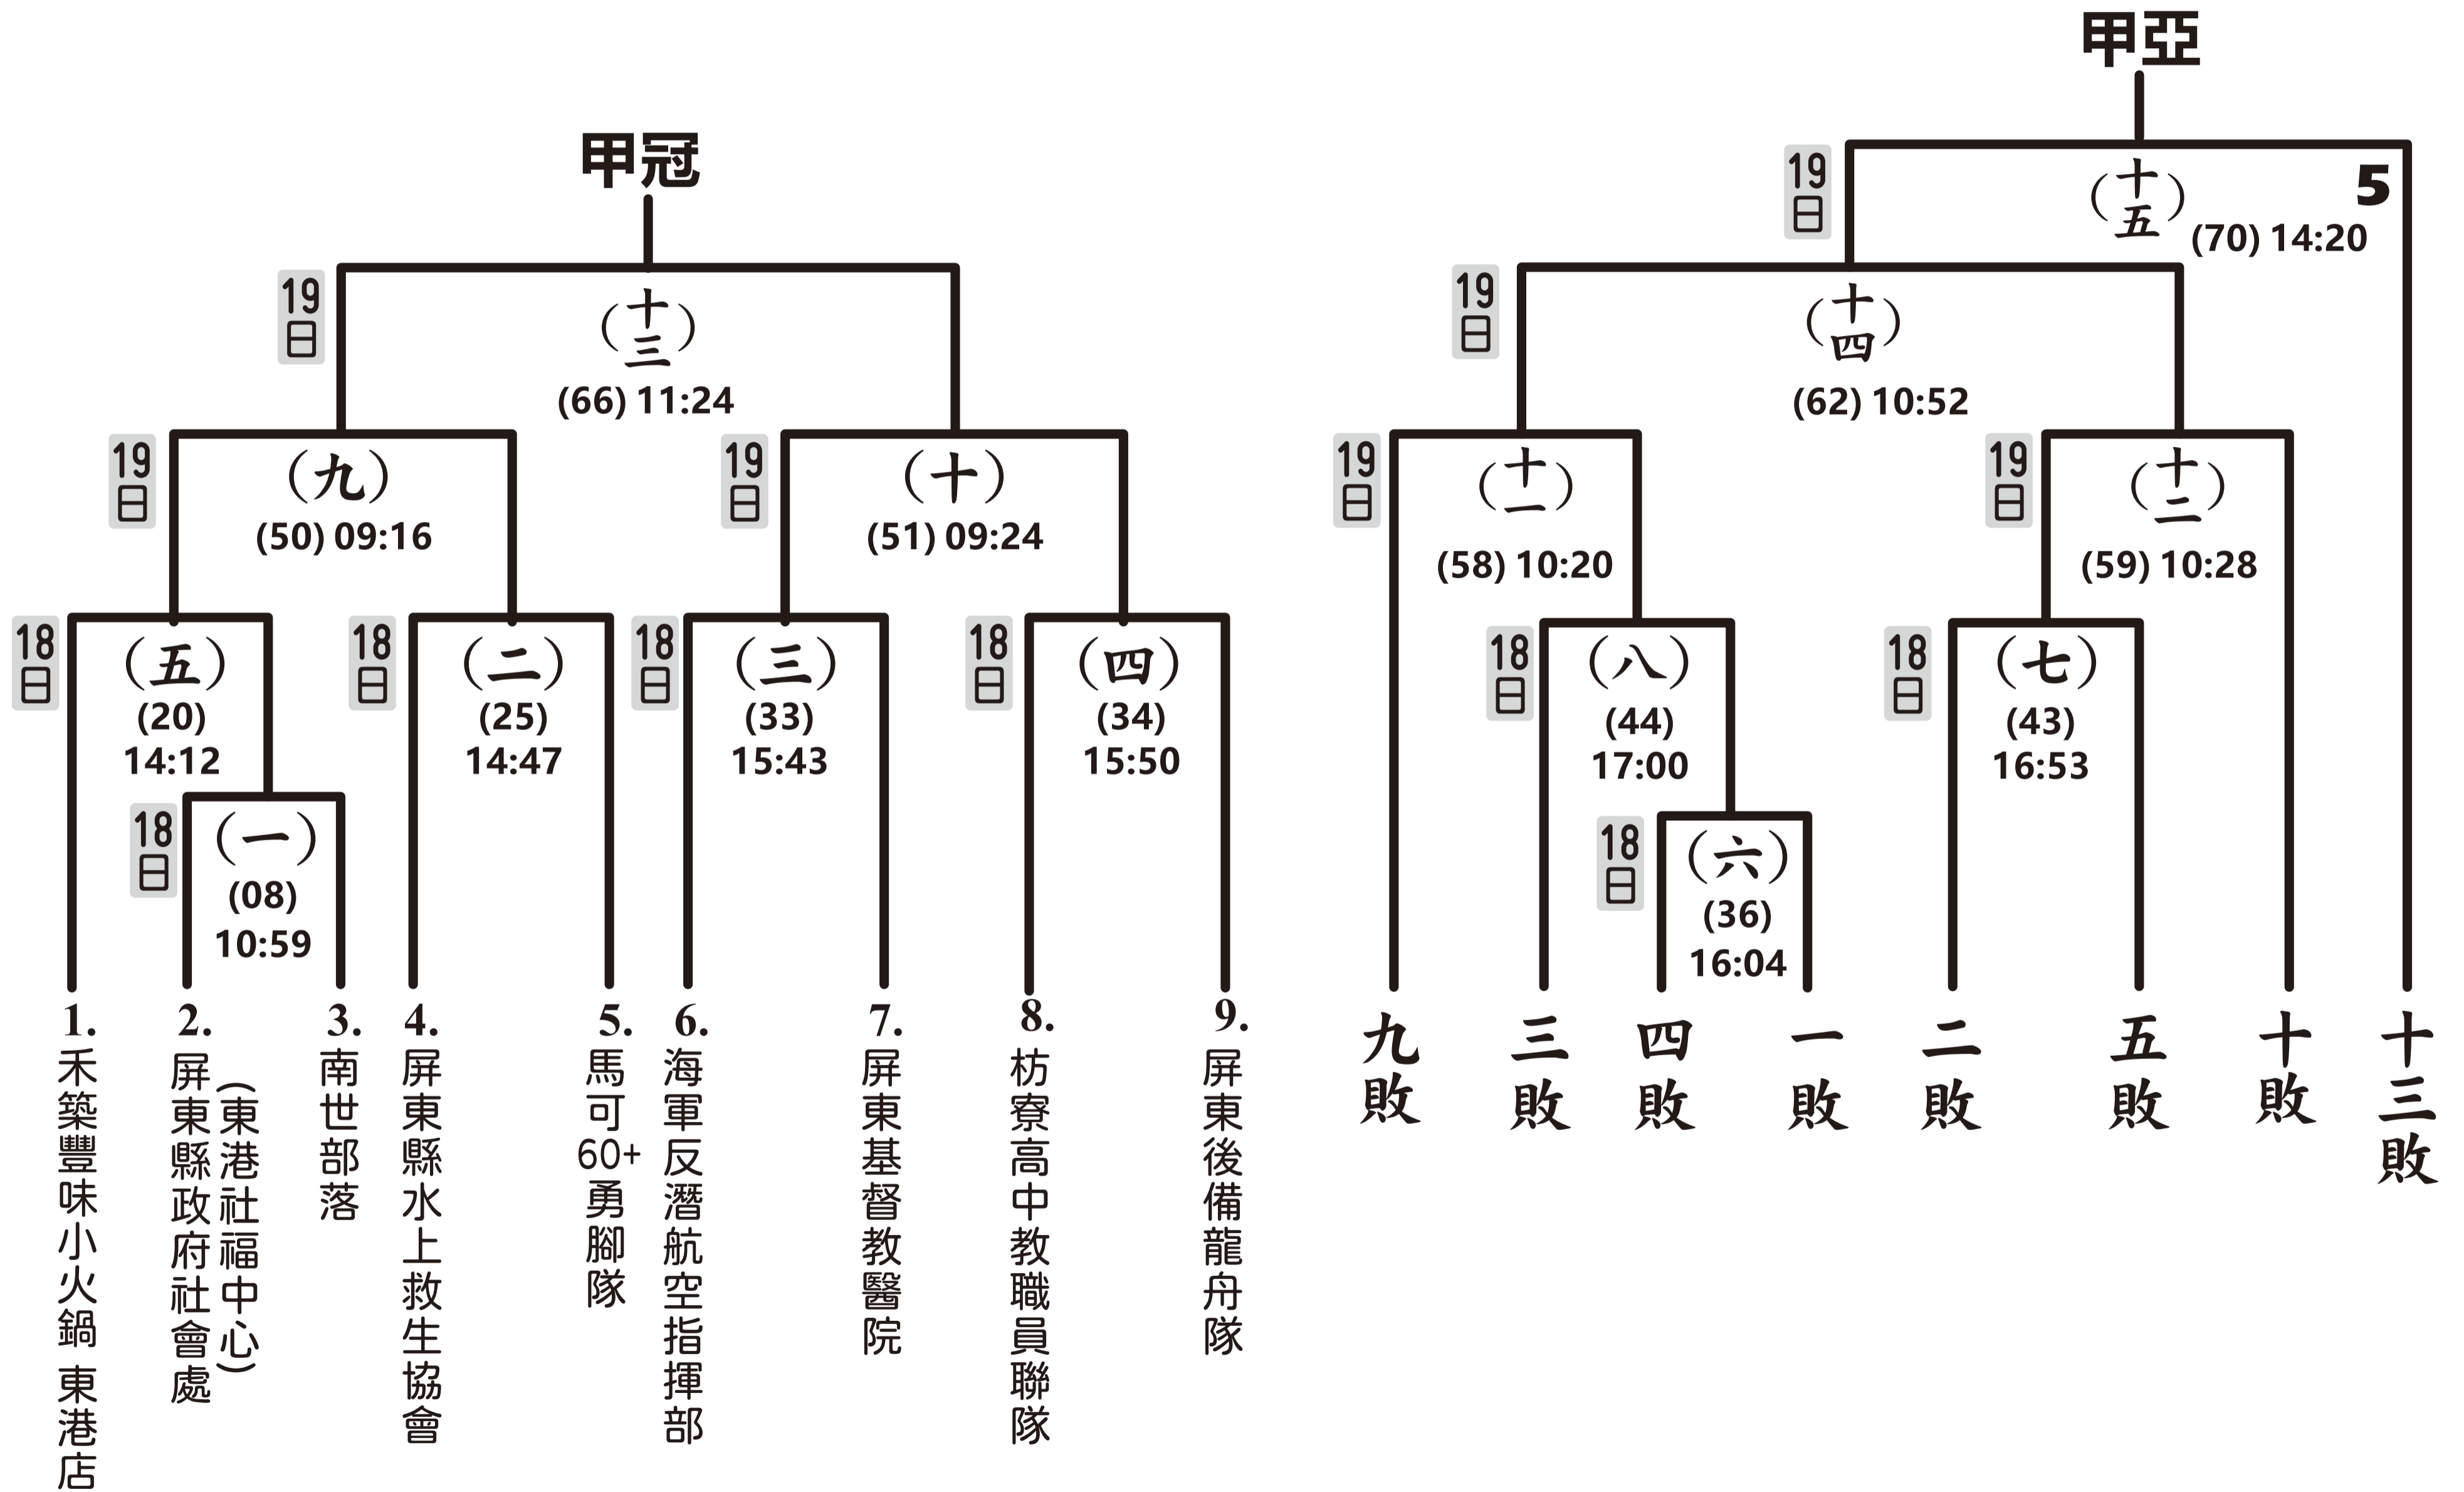 甲冠
19日
(十三)
(66) 11:24
19日
(九)
(50) 09:16
19日
(十)
(51) 09:24
18日
(五)
(20)
14:12
18日
(二)
(25)
14:47
18日
(三)
(33)
15:43
18日
(四)
(34)
15:50
18日
(一)
(08)
10:59
1.
禾築豐味小火鍋 東港店
2.
屏東縣政府社會處
(東港社福中心)
3.
南世部落
4.
屏東縣水上救生協會
5.
馬可60+勇腳隊
6.
海軍反潛航空指揮部
7.
屏東基督教醫院
8.
枋寮高中教職員聯隊
9.
屏東後備龍舟隊
甲亞
19日
(十五)
5
(70) 14:20
19日
(十四)
(62) 10:52
19日
(十一)
(58) 10:20
19日
(十二)
(59) 10:28
18日
(八)
(44)
17:00
18日
(七)
(43)
16:53
18日
(六)
(36)
16:04
九敗
三敗
四敗
一敗
二敗
五敗
十敗
十三敗